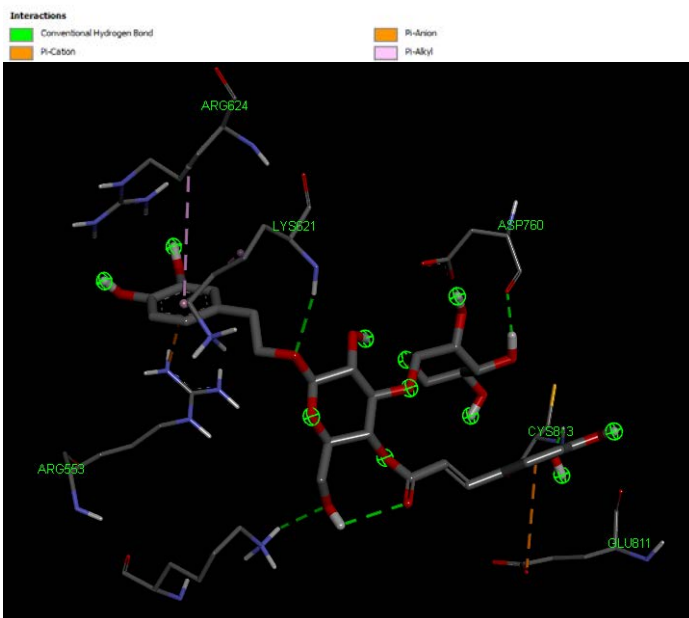 Interactions
Conventional Hydrogen Bond
Pi-Cation
Pi-Anion
Pi-Alkyl
ARG624
LYS621
ASP760
CYS813
ARG553
GLU811